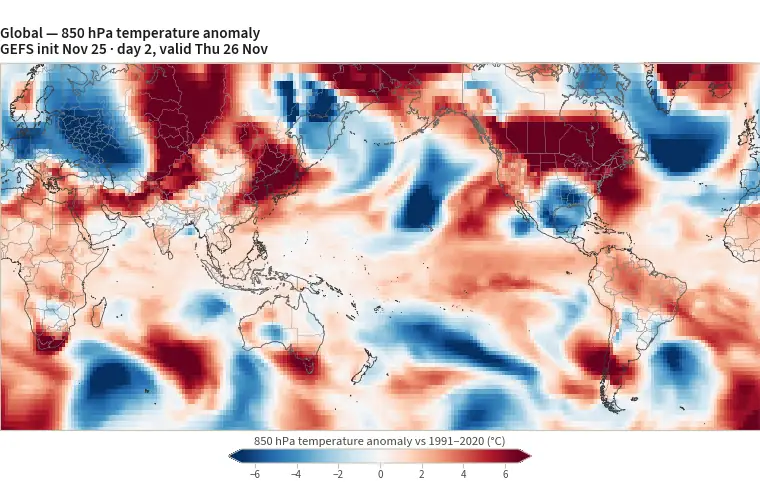 Global — 850 hPa temperature anomaly
GEFS init Nov 25 · day 2, valid Thu 26 Nov
850 hPa temperature anomaly vs 1991–2020 (°C)
−6 −4 −2 0 2 4 6